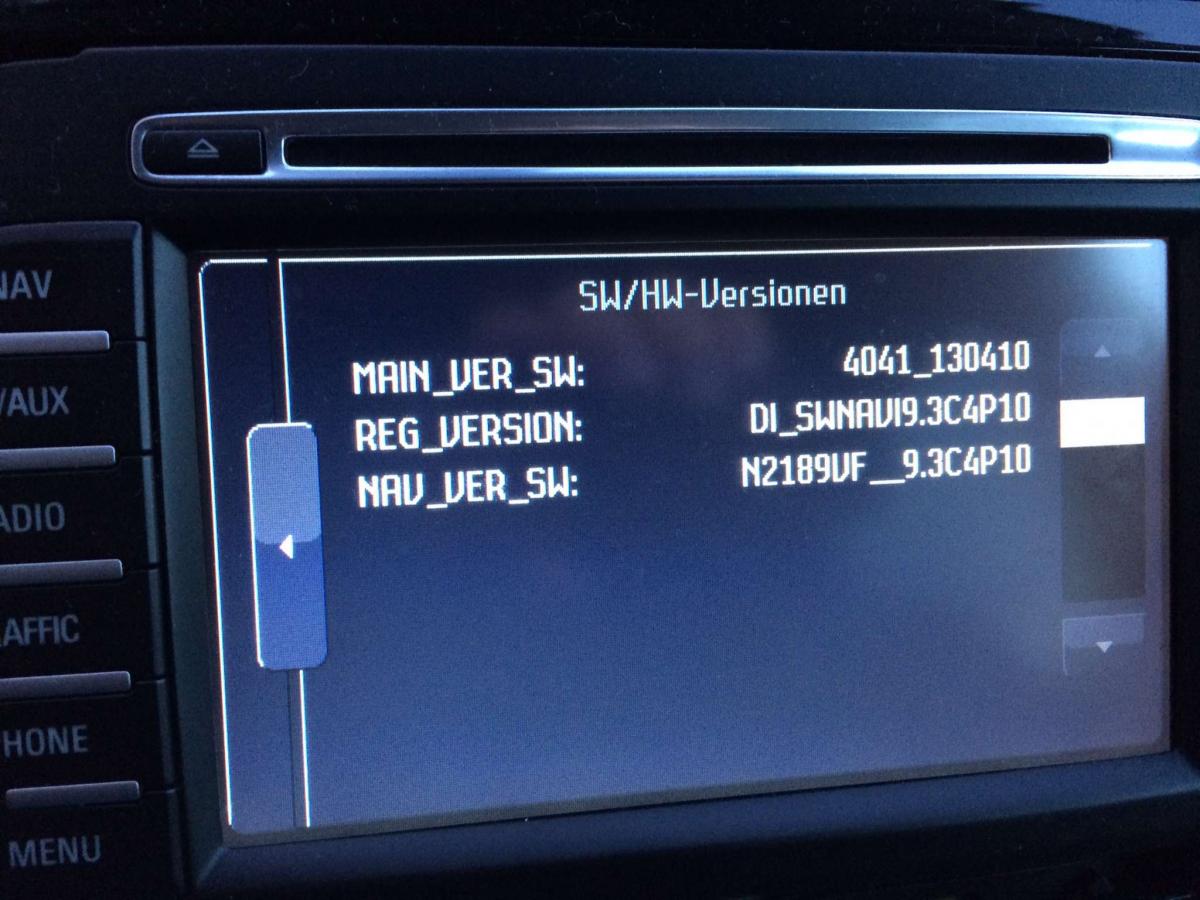 SW/HW-Versionen
MAIN_VER_SW: 4041_130410
REG_VERSION: DI_SWNAVI9.3C4P10
NAV_VER_SW: N2189VF__9.3C4P10
NAV
/AUX
ADIO
AFFIC
HONE
MENU